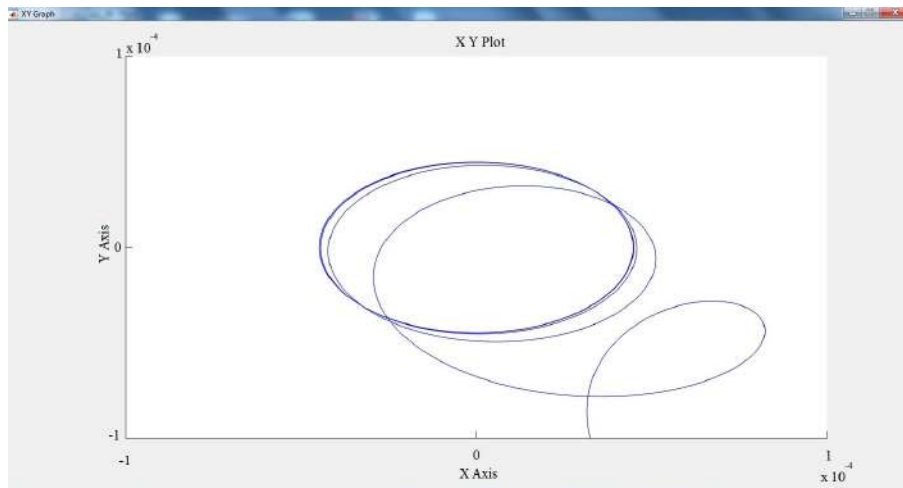 XY Graph
X Y Plot
1 x 10^-4
Y Axis
0
-1
-1
0
1
X Axis
x 10^-4